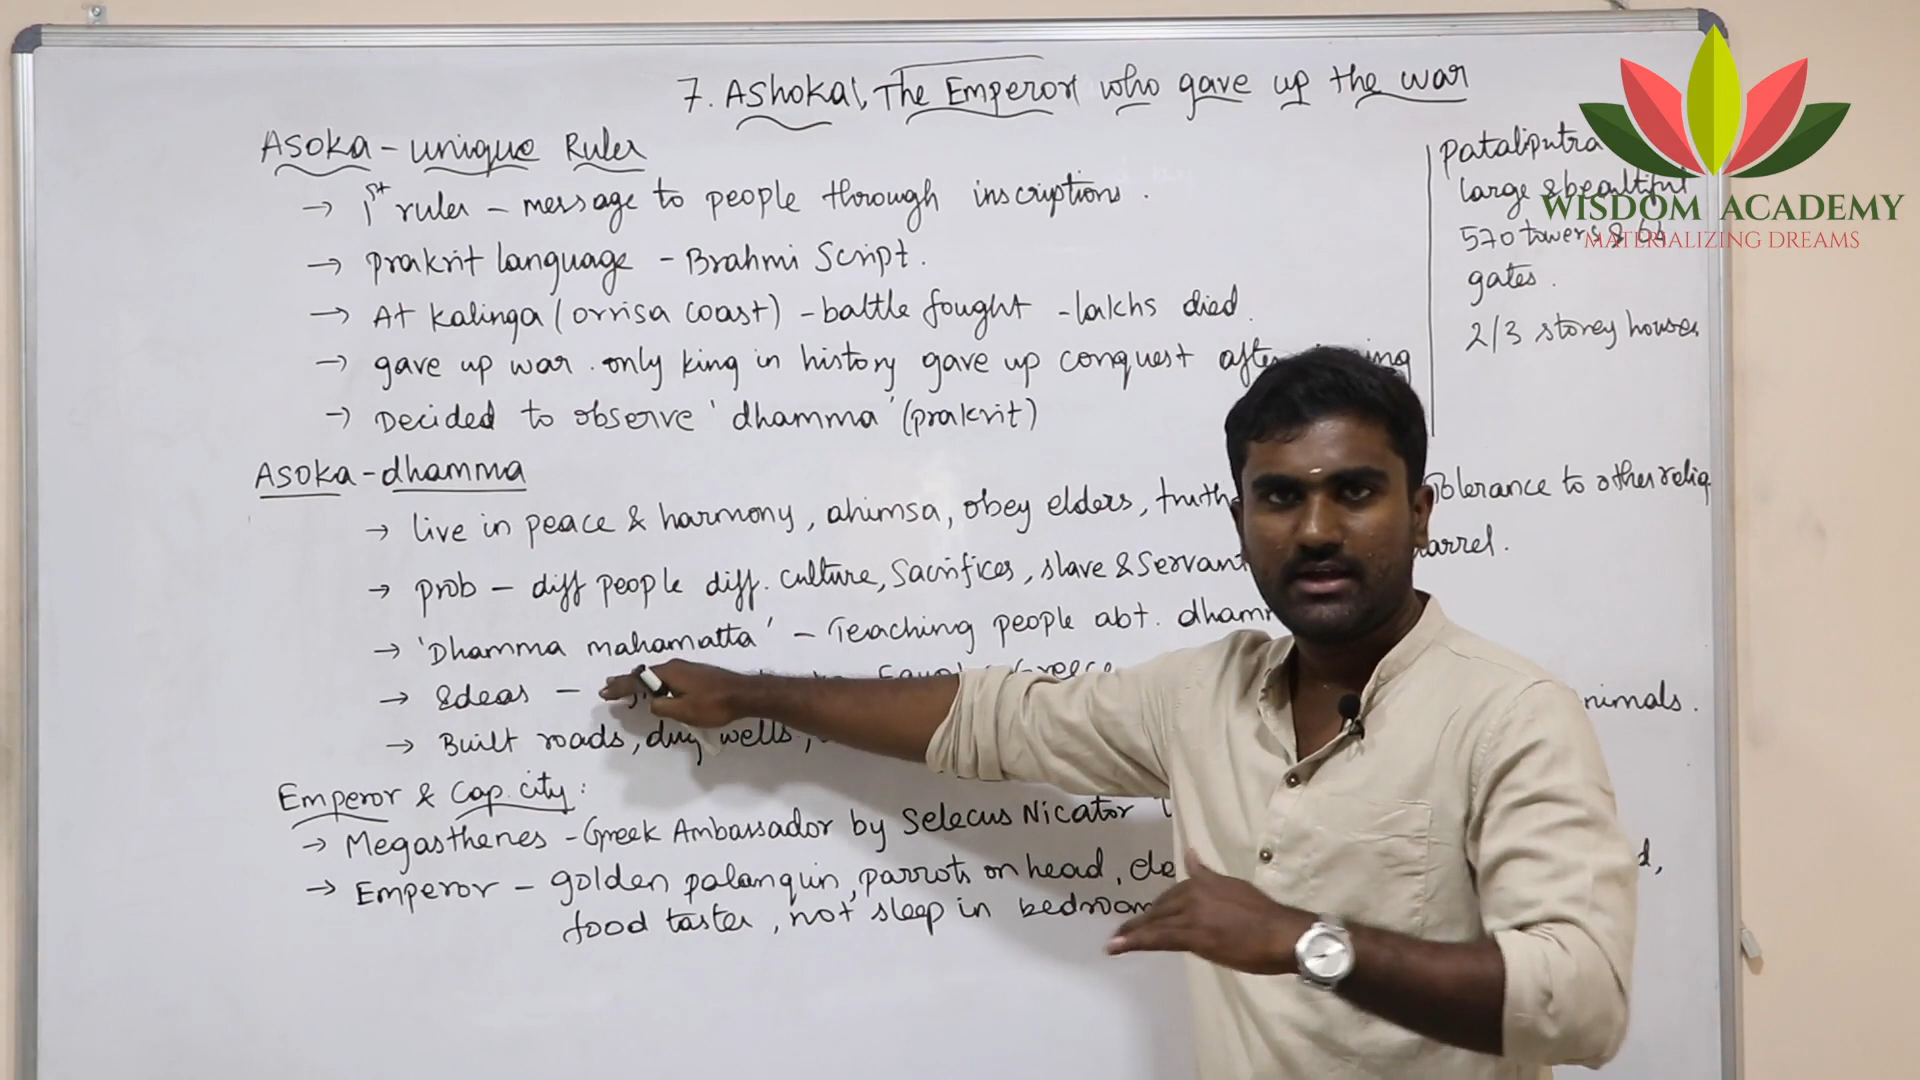 7. Ashoka, The Emperor who gave up the war
Asoka - unique Ruler
→ 1st ruler - message to people through inscriptions.
→ Prakrit language - Brahmi Script.
→ At Kalinga (orrisa coast) - battle fought - lakhs died.
→ gave up war. only king in history gave up conquest after
→ Decided to observe 'dhamma' (prakrit)
Asoka - dhamma
→ live in peace & harmony, ahimsa, obey elders, Tolerance to other relig
→ prob - diff people diff. culture, Sacrifices, slave & Servant
→ 'Dhamma mahamatta' - Teaching people abt.
→ Ideas -
→ Built roads, dug wells, nimals.
Emperor & Cap. city:
→ Megasthenes - Greek Ambassador by Selecus Nicator
→ Emperor - golden palanquin, parrots on head,
food taster, not sleep in bedroom
Pataliputra
large & beautiful
570 towers &
gates.
2/3 storey houses
WISDOM ACADEMY
MATERIALIZING DREAMS